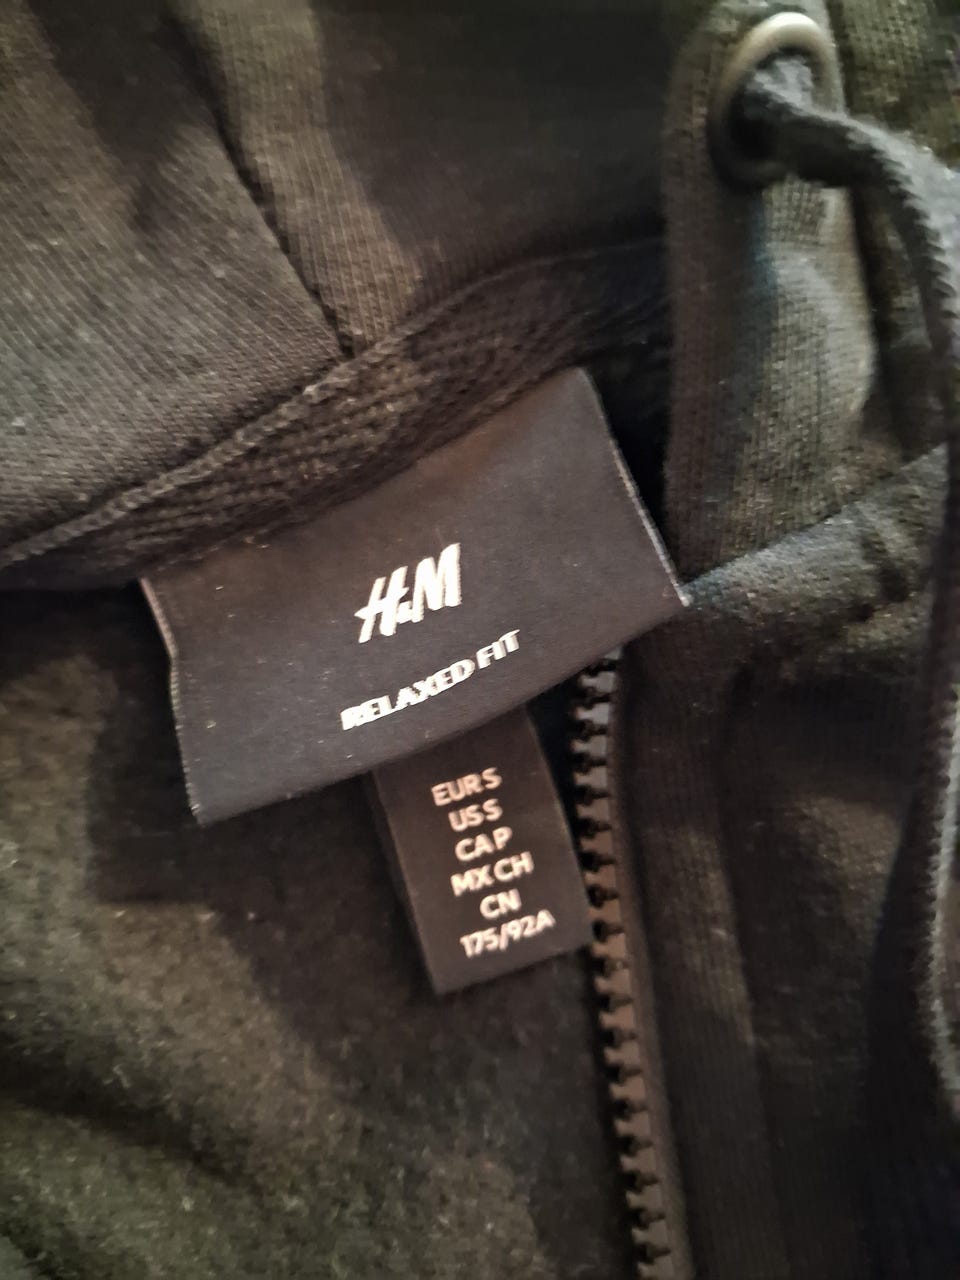 H&M
RELAXED FIT
EUR S
US S
CA P
MX CH
CN
175/92A